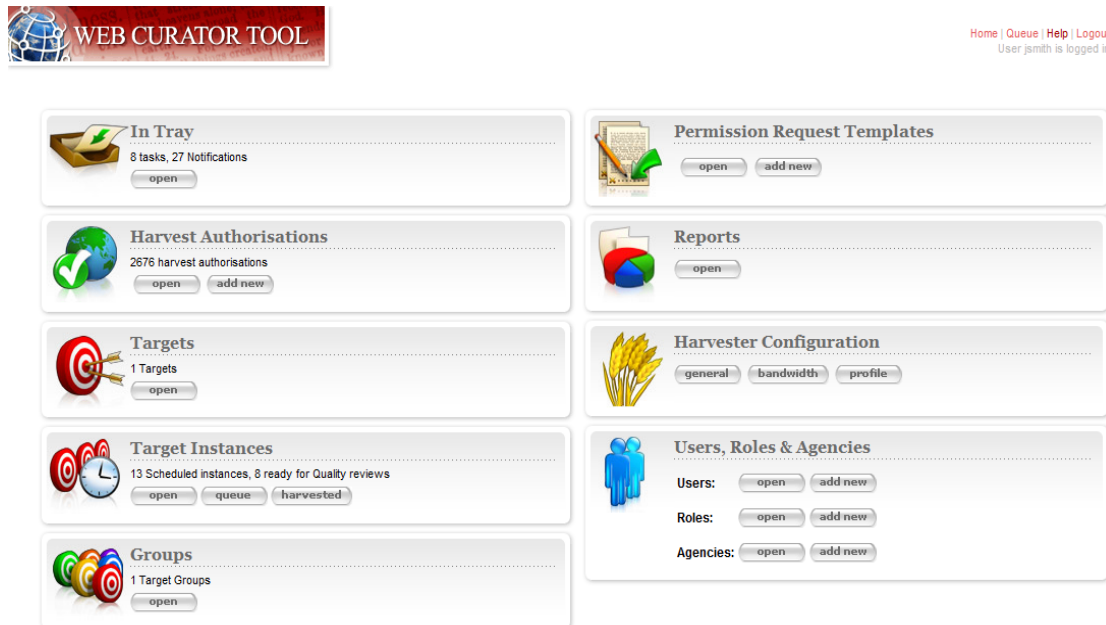 WEB CURATOR TOOL
Home | Queue | Help | Logou
User jsmith is logged i
In Tray
8 tasks, 27 Notifications
open
Harvest Authorisations
2676 harvest authorisations
open add new
Targets
1 Targets
open
Target Instances
13 Scheduled instances, 8 ready for Quality reviews
open queue harvested
Groups
1 Target Groups
open
Permission Request Templates
open add new
Reports
open
Harvester Configuration
general bandwidth profile
Users, Roles & Agencies
Users: open add new
Roles: open add new
Agencies: open add new